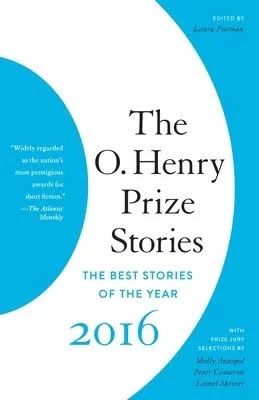 EDITED BY
Laura Furman
The
O. Henry
Prize
Stories
"Widely regarded
as the nation's
most prestigious
awards for
short fiction."
—The Atlantic
Monthly
THE BEST STORIES
OF THE YEAR
2016
WITH
PRIZE JURY
SELECTIONS BY
Molly Antopol
Peter Cameron
Lionel Shriver